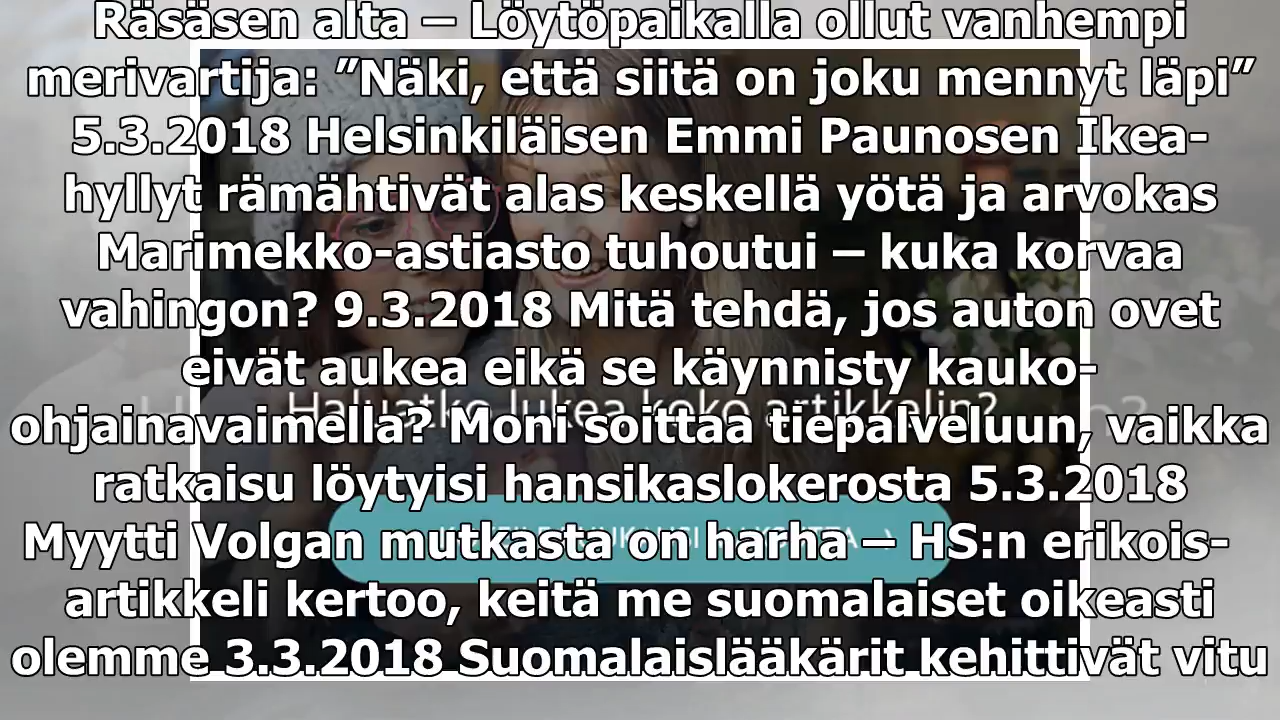 Räsäsen alta – Löytöpaikalla ollut vanhempi
merivartija: ”Näki, että siitä on joku mennyt läpi”
5.3.2018 Helsinkiläisen Emmi Paunosen Ikea-
hyllyt rämähtivät alas keskellä yötä ja arvokas
Marimekko-astiasto tuhoutui – kuka korvaa
vahingon? 9.3.2018 Mitä tehdä, jos auton ovet
eivät aukea eikä se käynnisty kauko-
Haluatko lukea koko artikkelin?
ohjainavaimella? Moni soittaa tiepalveluun, vaikka
ratkaisu löytyisi hansikaslokerosta 5.3.2018
Myytti Volgan mutkasta on harha – HS:n erikois-
artikkeli kertoo, keitä me suomalaiset oikeasti
olemme 3.3.2018 Suomalaislääkärit kehittivät vitu